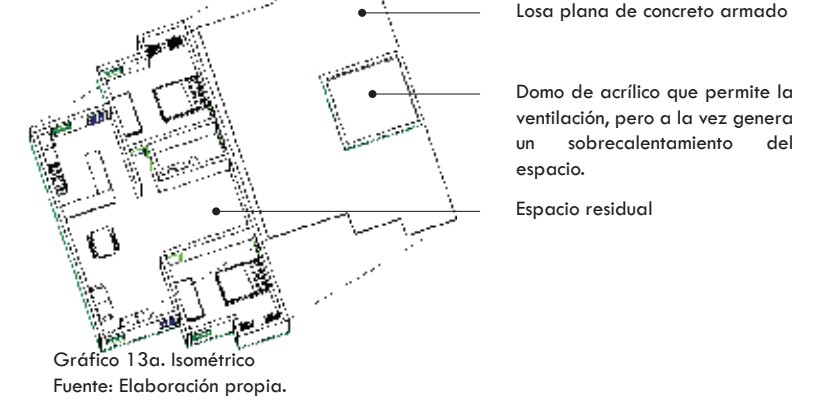 Losa plana de concreto armado
Domo de acrílico que permite la
ventilación, pero a la vez genera
un sobrecalentamiento del
espacio.
Espacio residual
Gráfico 13a. Isométrico
Fuente: Elaboración propia.